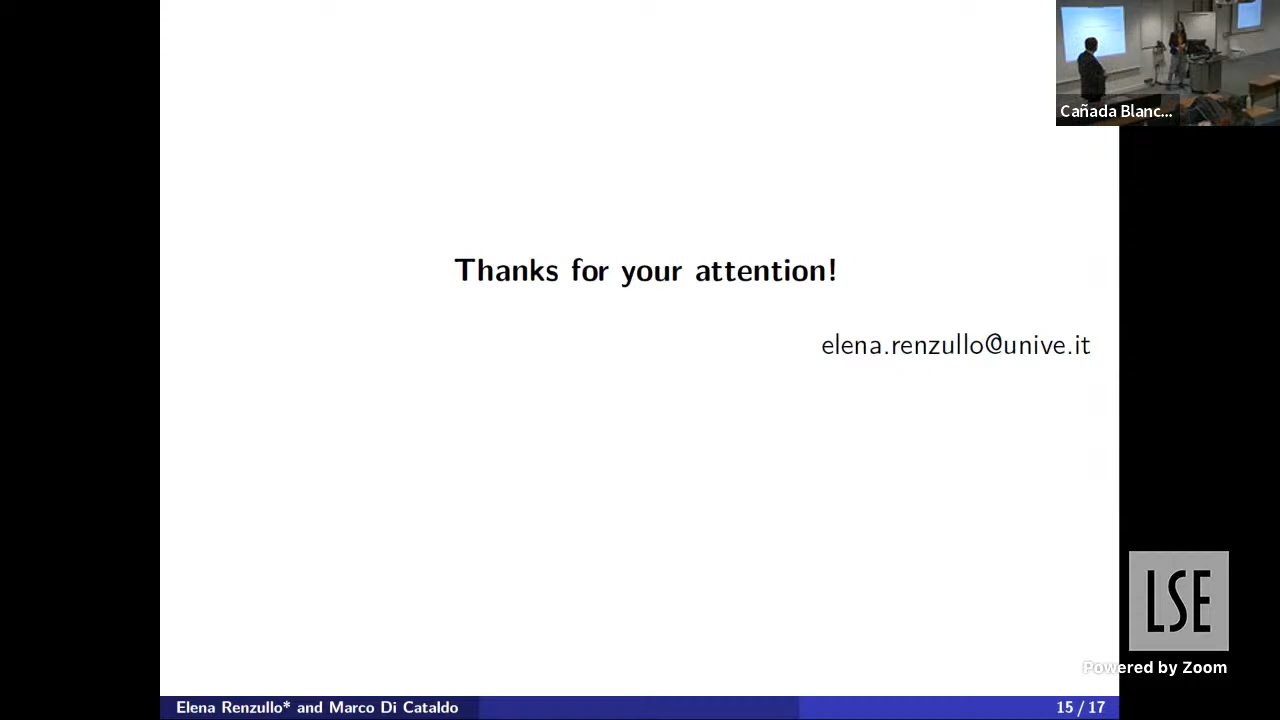 Cañada Blanc...
Thanks for your attention!
elena.renzullo@unive.it
LSE
Powered by Zoom
Elena Renzullo* and Marco Di Cataldo
15 / 17